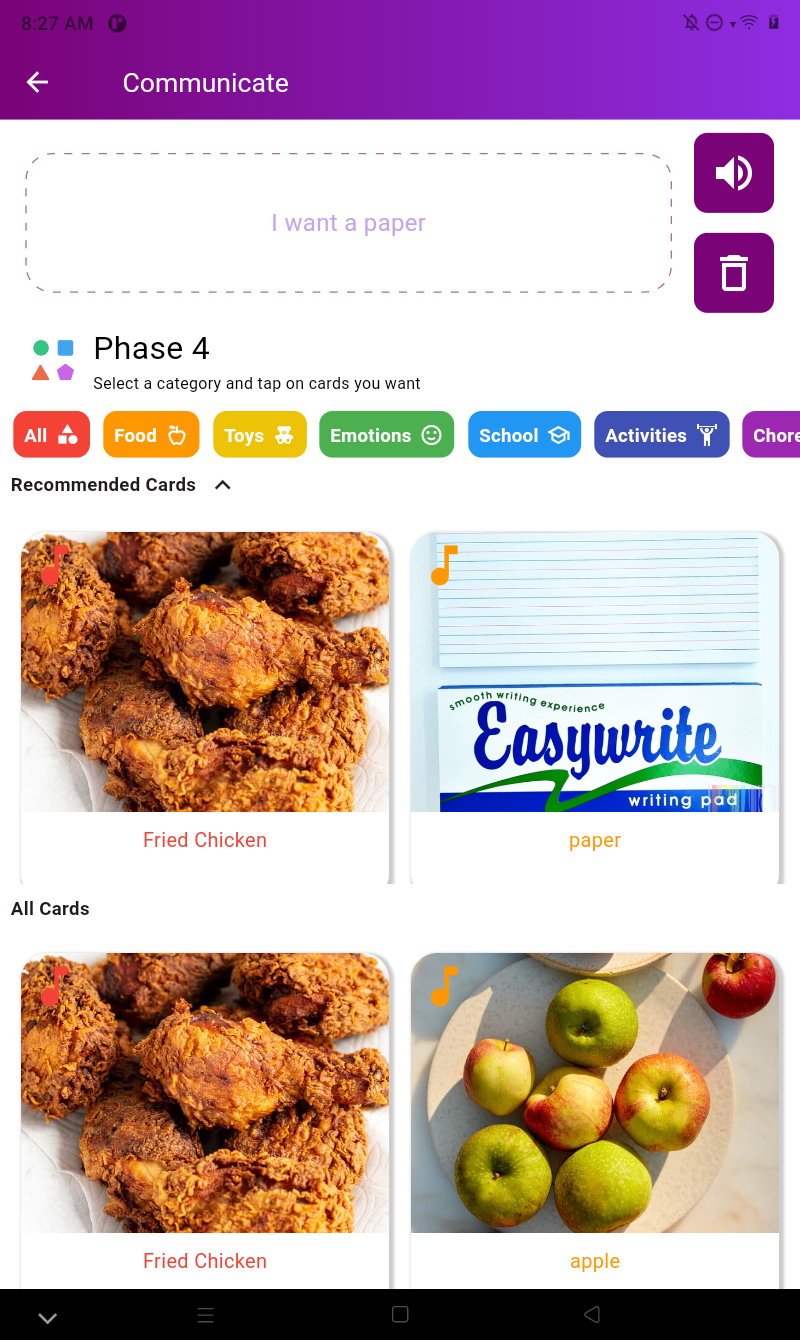 8:27 AM
Communicate
I want a paper
Phase 4
Select a category and tap on cards you want
All
Food
Toys
Emotions
School
Activities
Chore
Recommended Cards
smooth writing experience
Easywrite
writing pad
Fried Chicken
paper
All Cards
Fried Chicken
apple